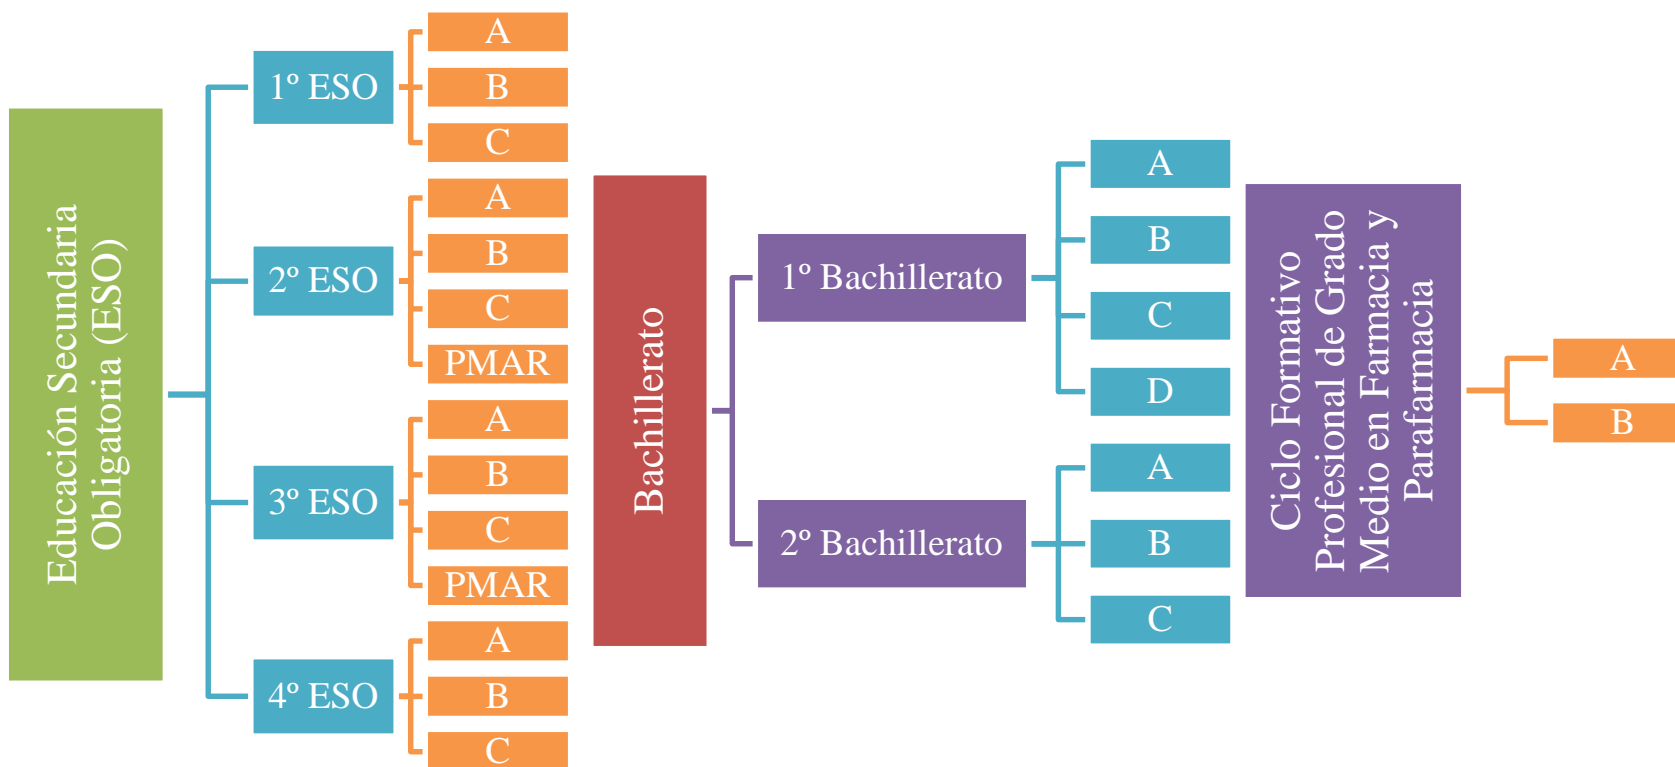 Educación Secundaria
Obligatoria (ESO)
1º ESO
A
B
C
2º ESO
A
B
C
PMAR
3º ESO
A
B
C
PMAR
4º ESO
A
B
C
Bachillerato
1º Bachillerato
A
B
C
D
2º Bachillerato
A
B
C
Ciclo Formativo
Profesional de Grado
Medio en Farmacia y
Parafarmacia
A
B